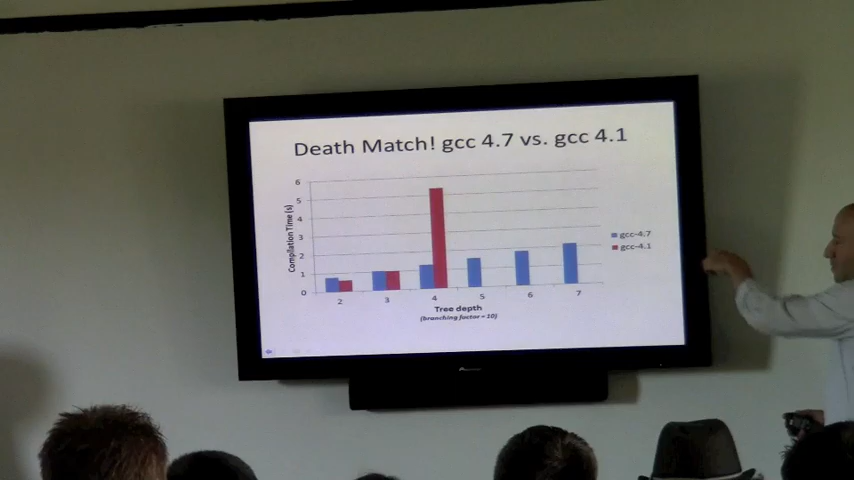 Death Match! gcc 4.7 vs. gcc 4.1
6
5
4
3
2
1
0
Compilation Time (s)
2 3 4 5 6 7
Tree depth
(branching factor = 10)
gcc-4.7
gcc-4.1